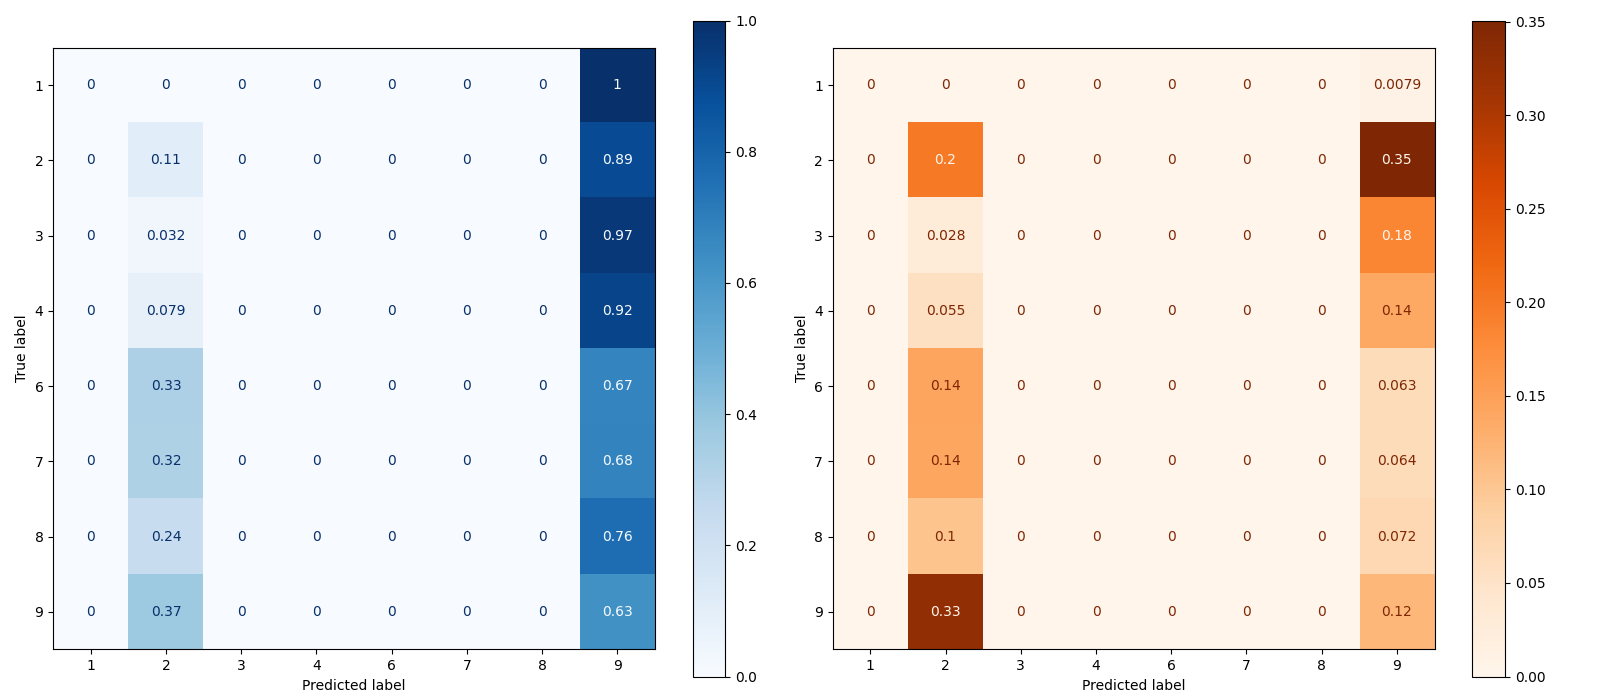 1 0 0 0 0 0 0 0 1
2 0 0.11 0 0 0 0 0 0.89
3 0 0.032 0 0 0 0 0 0.97
4 0 0.079 0 0 0 0 0 0.92
6 0 0.33 0 0 0 0 0 0.67
7 0 0.32 0 0 0 0 0 0.68
8 0 0.24 0 0 0 0 0 0.76
9 0 0.37 0 0 0 0 0 0.63
1 2 3 4 6 7 8 9
True label
Predicted label
1.0
0.8
0.6
0.4
0.2
0.0
1 0 0 0 0 0 0 0 0.0079
2 0 0.2 0 0 0 0 0 0.35
3 0 0.028 0 0 0 0 0 0.18
4 0 0.055 0 0 0 0 0 0.14
6 0 0.14 0 0 0 0 0 0.063
7 0 0.14 0 0 0 0 0 0.064
8 0 0.1 0 0 0 0 0 0.072
9 0 0.33 0 0 0 0 0 0.12
1 2 3 4 6 7 8 9
True label
Predicted label
0.35
0.30
0.25
0.20
0.15
0.10
0.05
0.00